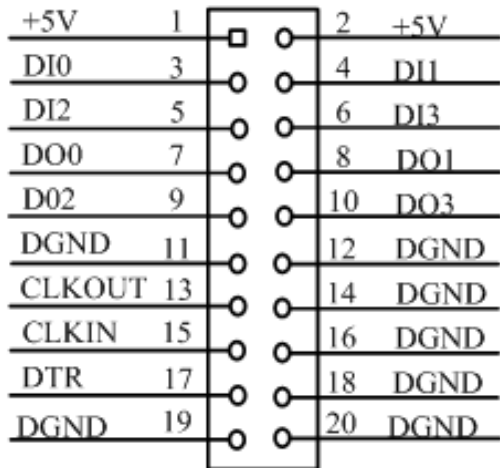 +5V 1 2 +5V
DI0 3 4 DI1
DI2 5 6 DI3
DO0 7 8 DO1
D02 9 10 DO3
DGND 11 12 DGND
CLKOUT 13 14 DGND
CLKIN 15 16 DGND
DTR 17 18 DGND
DGND 19 20 DGND